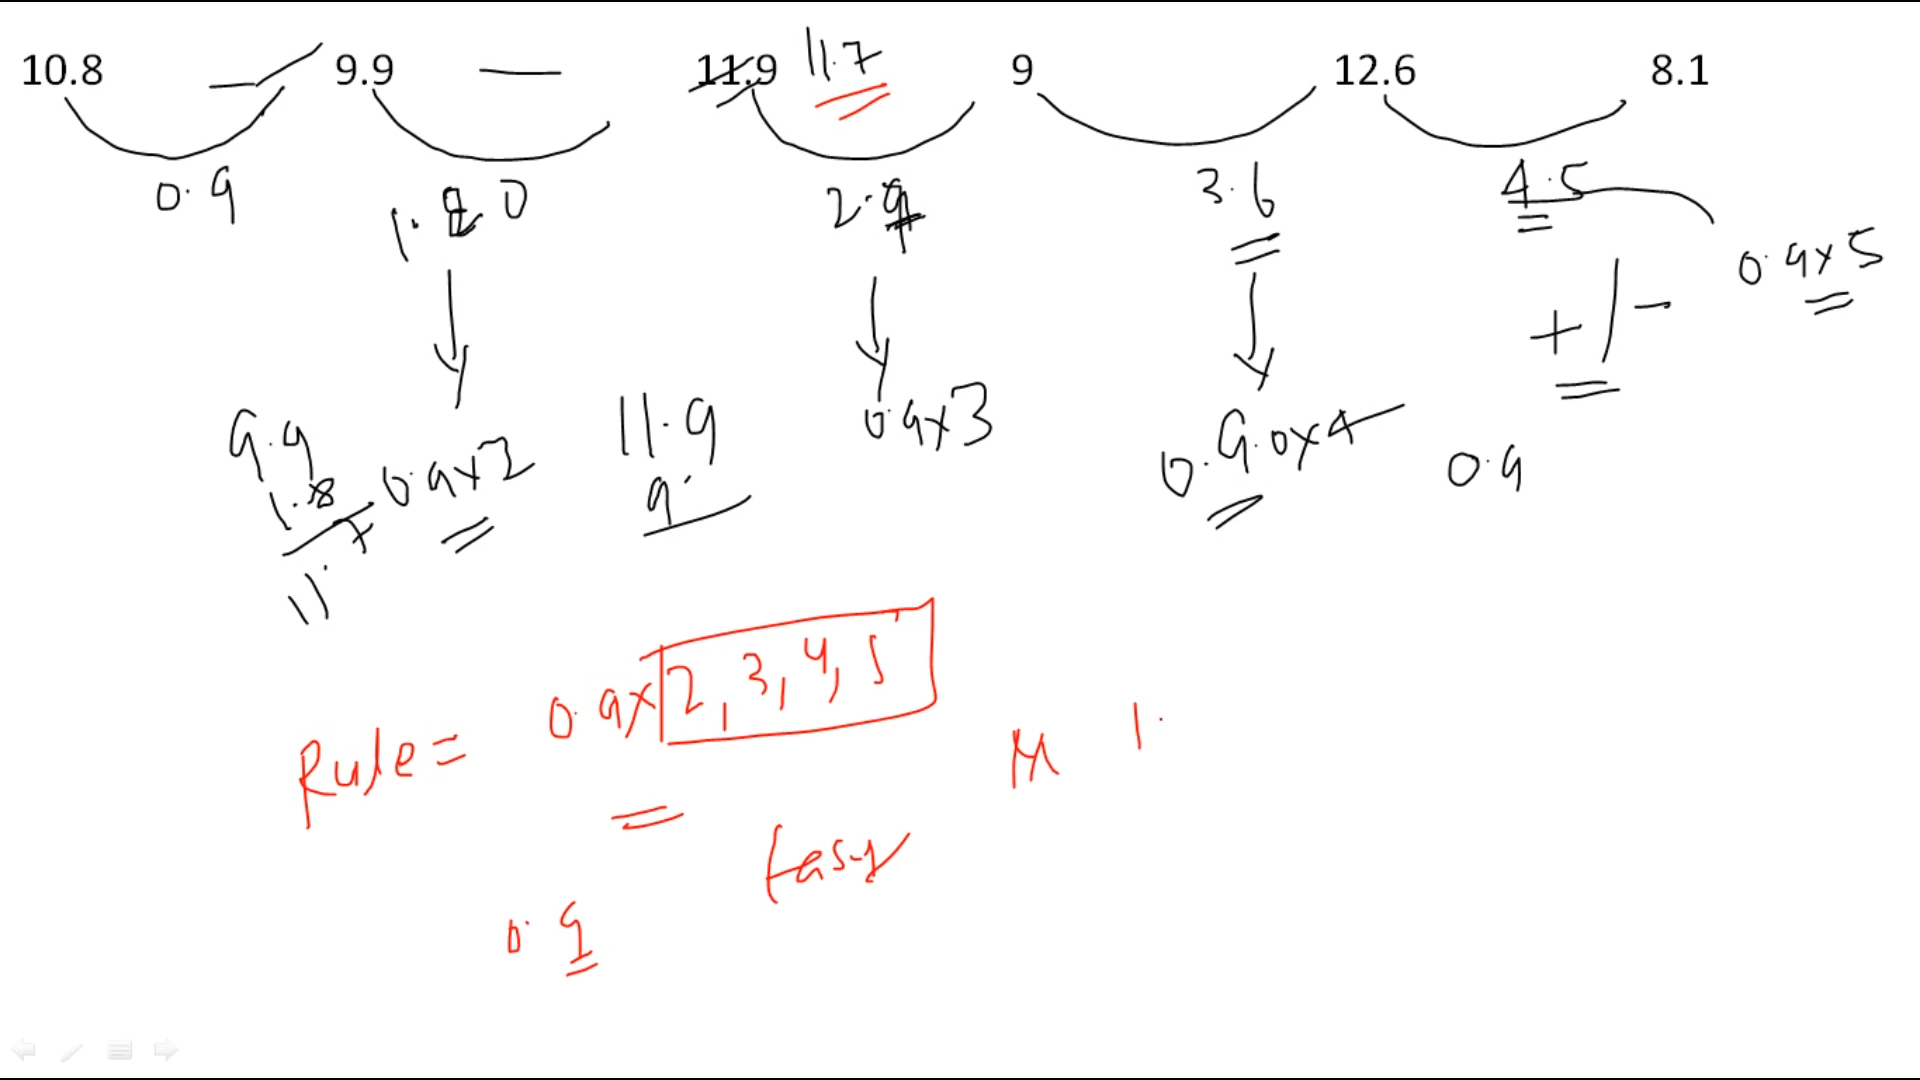 10.8 9.9 11.9 11.7 9 12.6 8.1
0.9 1. 0 2.9 3.6 4.5
0.9x5
+/-
9.9 11.9 0.9x3
1.8 0.9x2 9. 0.9.0x4 0.9
11.7
Rule = 0.9x 2, 3, 4, 5
M 1.
Easy
0.9